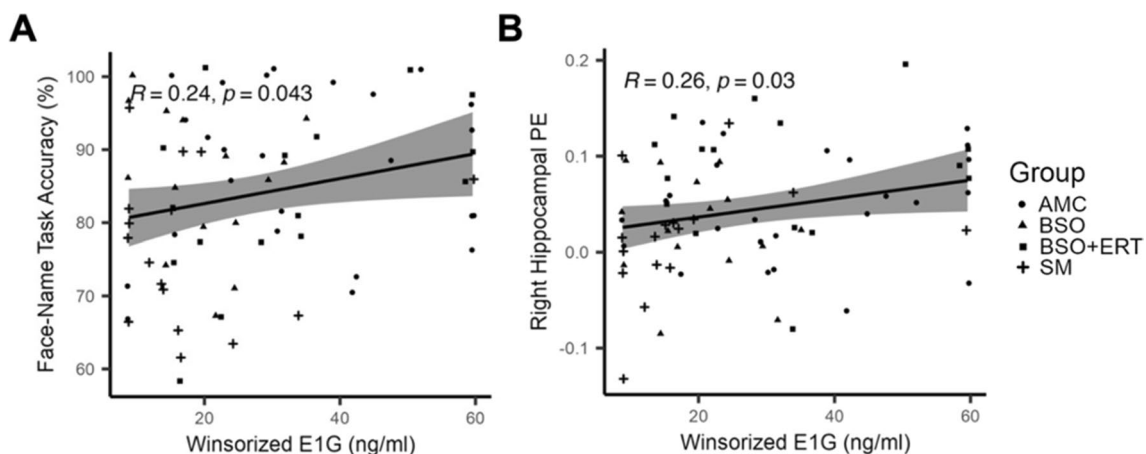 A
R = 0.24, p = 0.043
Face-Name Task Accuracy (%)
100
90
80
70
60
20
40
60
Winsorized E1G (ng/ml)
B
R = 0.26, p = 0.03
Right Hippocampal PE
0.2
0.1
0.0
-0.1
20
40
60
Winsorized E1G (ng/ml)
Group
AMC
BSO
BSO+ERT
SM